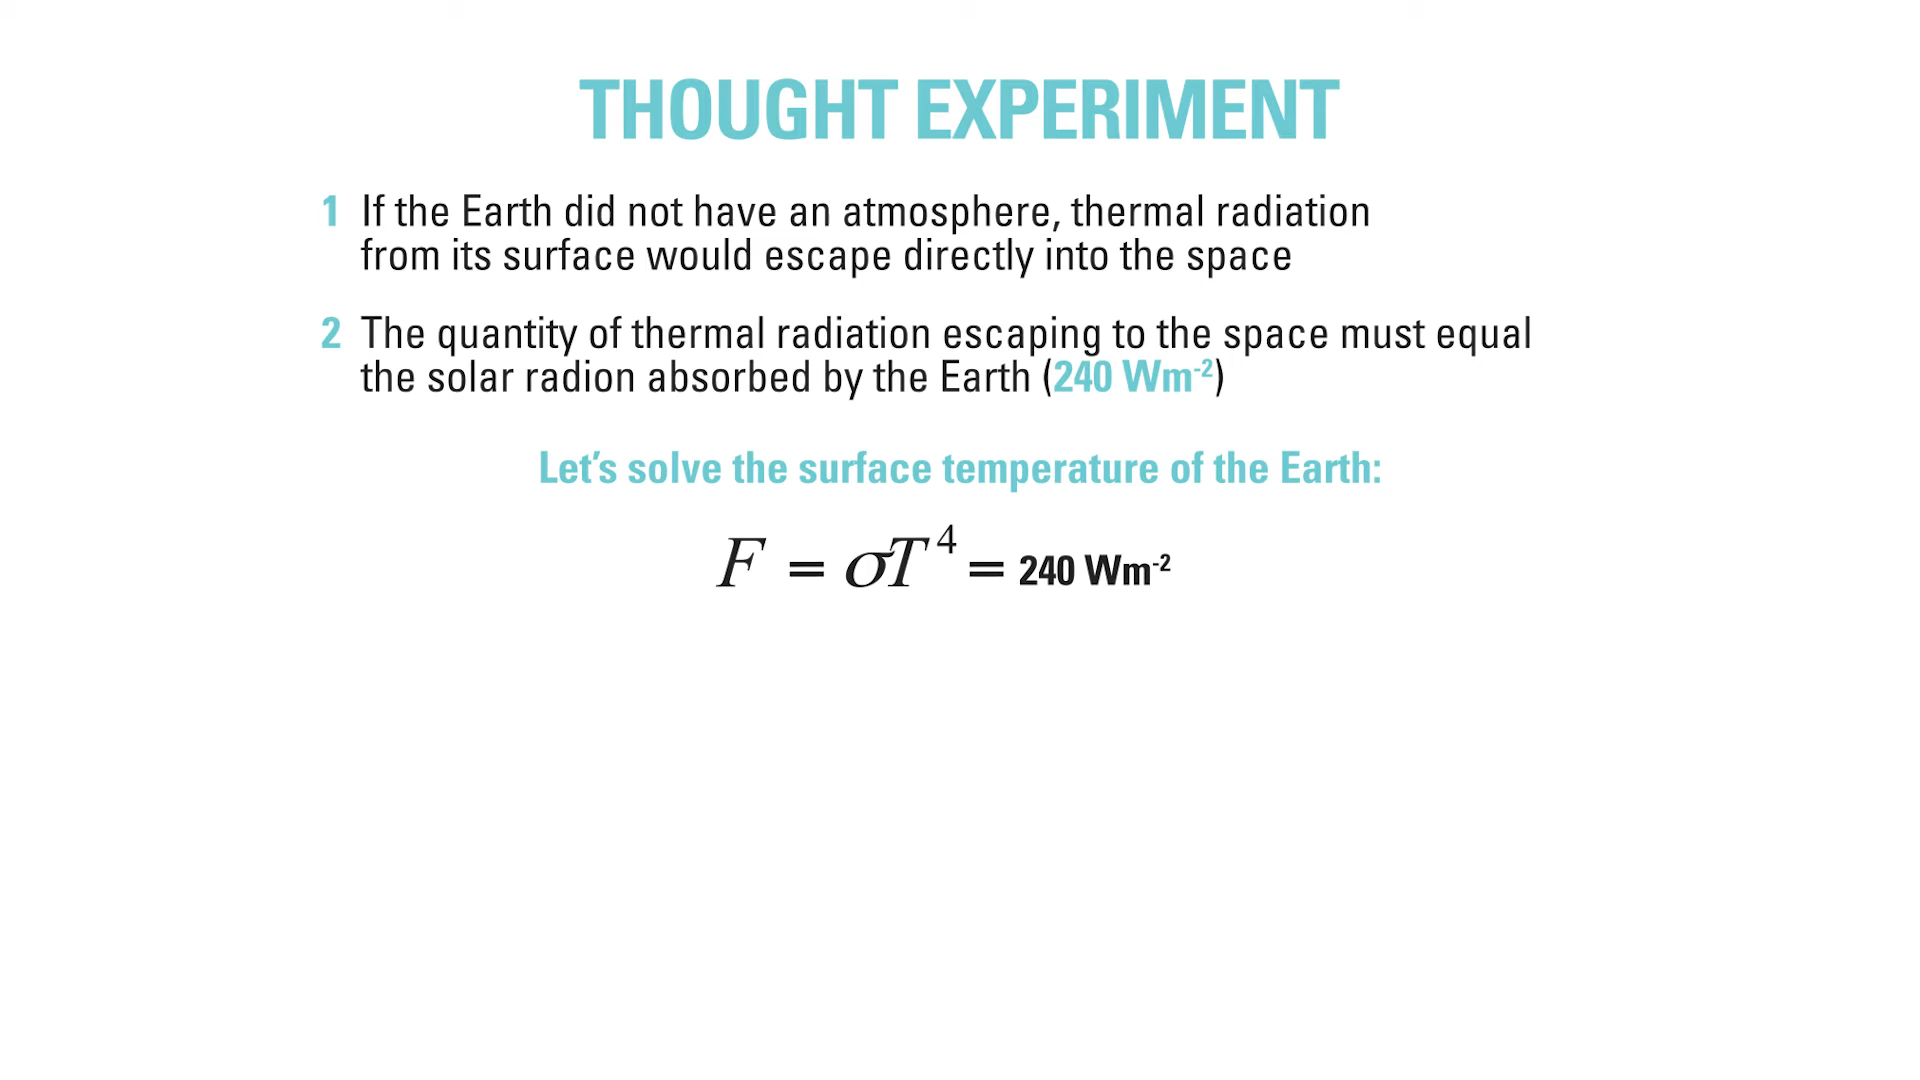 THOUGHT EXPERIMENT
1 If the Earth did not have an atmosphere, thermal radiation
from its surface would escape directly into the space
2 The quantity of thermal radiation escaping to the space must equal
the solar radion absorbed by the Earth (240 Wm⁻²)
Let’s solve the surface temperature of the Earth:
F = σT⁴ = 240 Wm⁻²